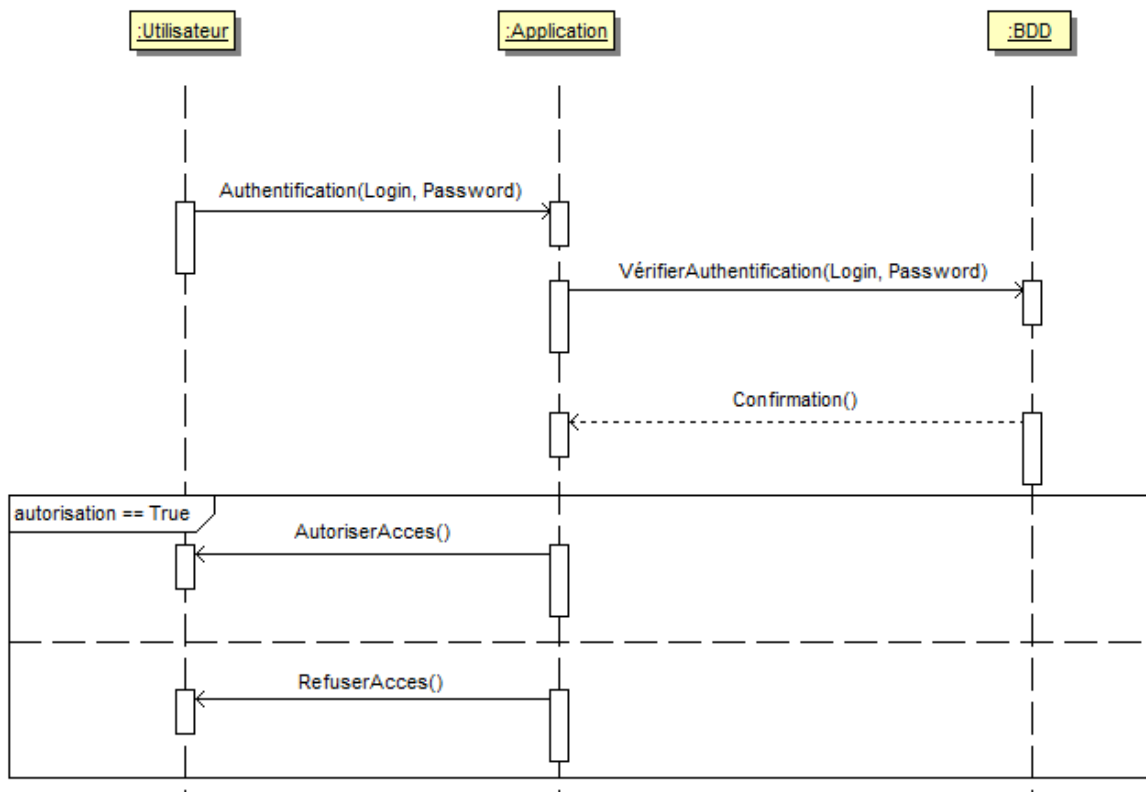 :Utilisateur
:Application
:BDD
Authentification(Login, Password)
VérifierAuthentification(Login, Password)
Confirmation()
autorisation == True
AutoriserAcces()
RefuserAcces()